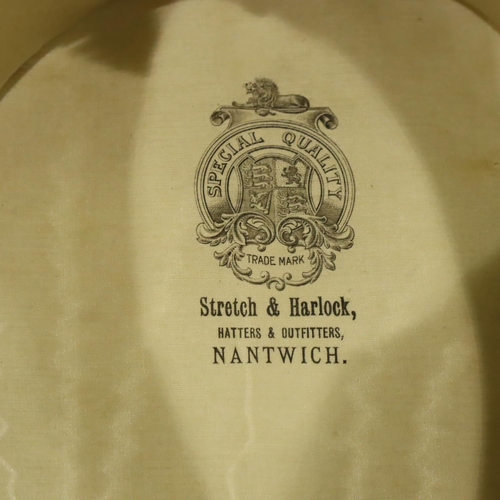 SPECIAL QUALITY
TRADE MARK
Stretch & Harlock,
HATTERS & OUTFITTERS,
NANTWICH.